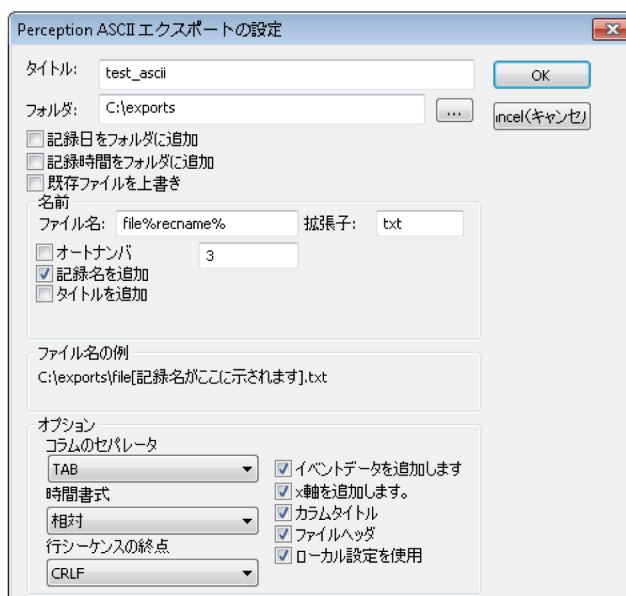 Perception ASCIIエクスポートの設定
タイトル: test_ascii
OK
フォルダ: C:\exports ...
ncel(キャンセル
記録日をフォルダに追加
記録時間をフォルダに追加
既存ファイルを上書き
名前
ファイル名: file%recname% 拡張子: txt
オートナンバ 3
記録名を追加
タイトルを追加
ファイル名の例
C:\exports\file[記録名がここに示されます].txt
オプション
コラムのセパレータ
TAB
時間書式
相対
行シーケンスの終点
CRLF
イベントデータを追加します
x軸を追加します。
カラムタイトル
ファイルヘッダ
ローカル設定を使用